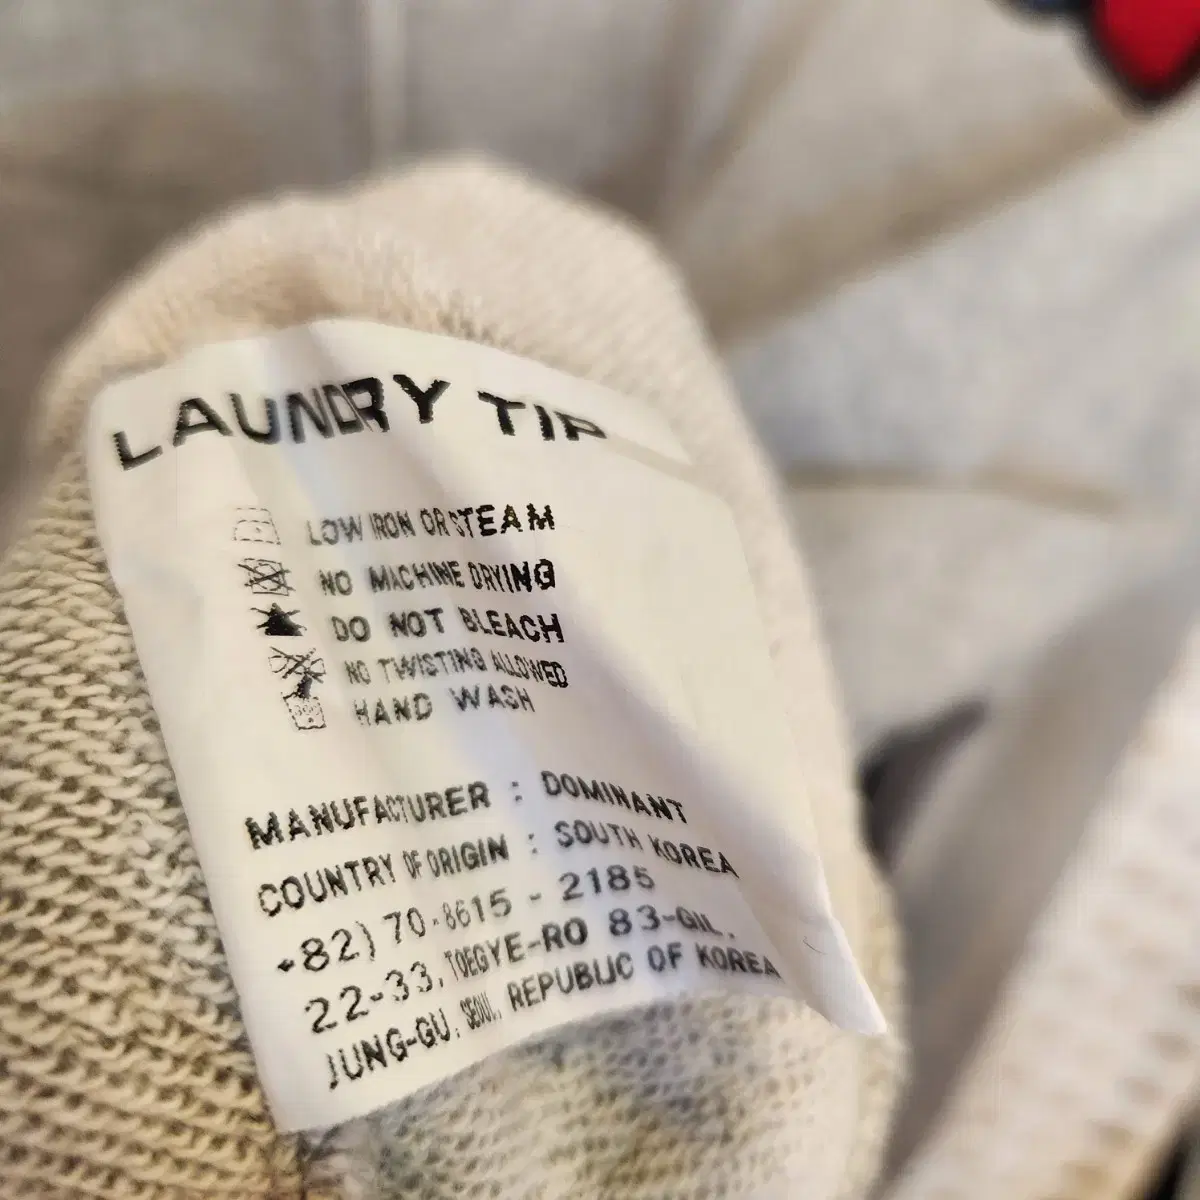 LAUNDRY TIP
LOW IRON OR STEAM
NO MACHINE DRYING
DO NOT BLEACH
NO TWISTING ALLOWED
HAND WASH
MANUFACTURER : DOMINANT
COUNTRY OF ORIGIN : SOUTH KOREA
+82) 70-8615 - 2185
22-33, TOEGYE-RO 83-GIL,
JUNG-GU, SEOUL, REPUBLIC OF KOREA